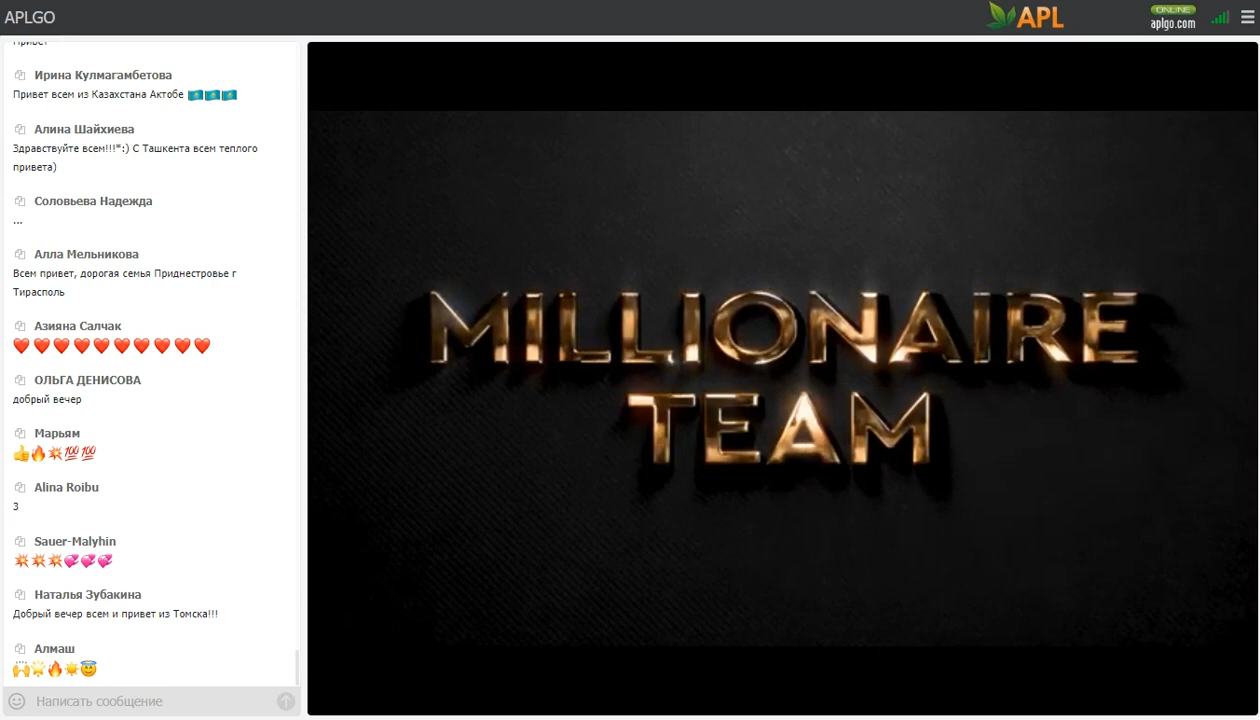 APLGO
APL
ONLINE
aplgo.com
Привет
Ирина Кулмагамбетова
Привет всем из Казахстана Актобе
Алина Шайхиева
Здравствуйте всем!!!*:) С Ташкента всем теплого
привета)
Соловьева Надежда
...
Алла Мельникова
Всем привет, дорогая семья Приднестровье г
Тирасполь
Азияна Салчак
ОЛЬГА ДЕНИСОВА
добрый вечер
Марьям
💯💯
Alina Roibu
3
Sauer-Malyhin
Наталья Зубакина
Добрый вечер всем и привет из Томска!!!
Алмаш
Написать сообщение
MILLIONAIRE
TEAM